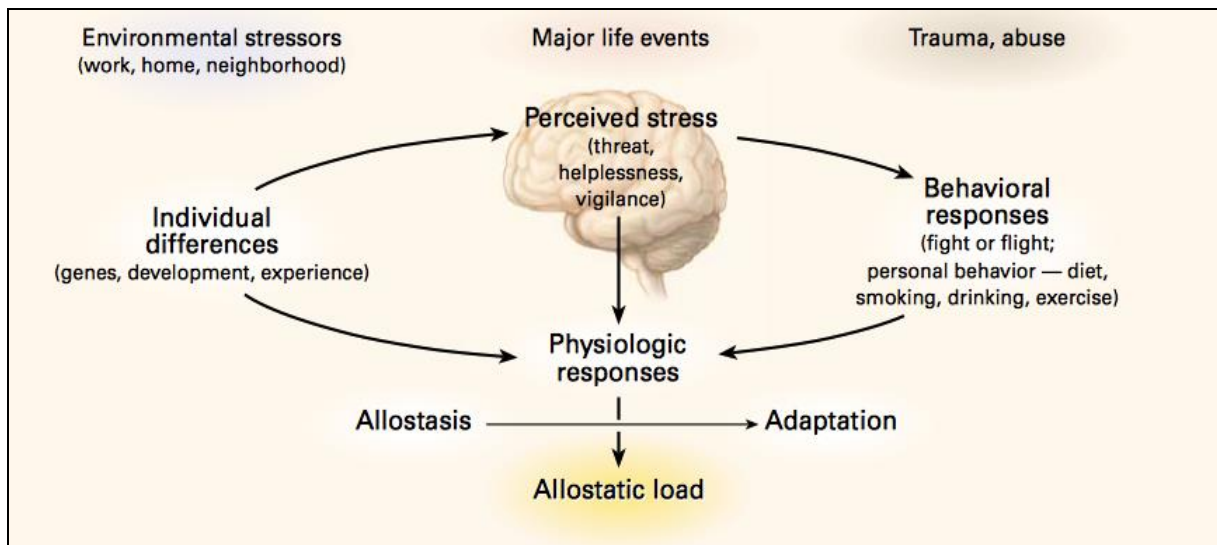 Environmental stressors
(work, home, neighborhood)
Major life events
Trauma, abuse
Perceived stress
(threat,
helplessness,
vigilance)
Individual
differences
(genes, development, experience)
Behavioral
responses
(fight or flight;
personal behavior — diet,
smoking, drinking, exercise)
Physiologic
responses
Allostasis
Adaptation
Allostatic load